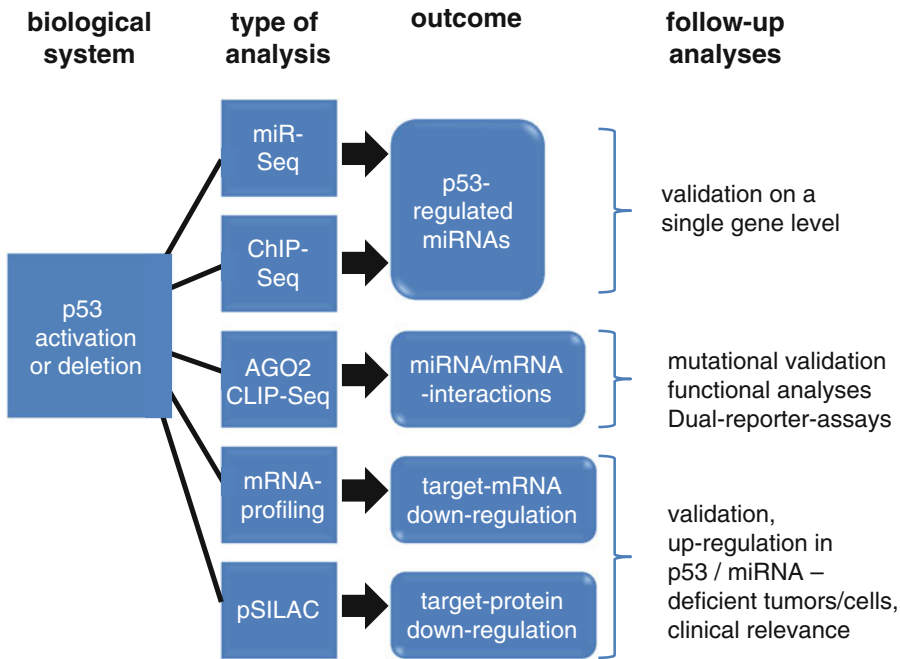 biological
system
type of
analysis
outcome
follow-up
analyses
p53
activation
or deletion
miR-
Seq
ChIP-
Seq
p53-
regulated
miRNAs
validation on a
single gene level
AGO2
CLIP-Seq
miRNA/mRNA
-interactions
mutational validation
functional analyses
Dual-reporter-assays
mRNA-
profiling
target-mRNA
down-regulation
pSILAC
target-protein
down-regulation
validation,
up-regulation in
p53 / miRNA –
deficient tumors/cells,
clinical relevance